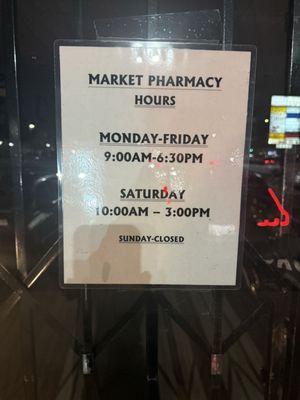 MARKET PHARMACY
HOURS
MONDAY-FRIDAY
9:00AM-6:30PM
SATURDAY
10:00AM - 3:00PM
SUNDAY-CLOSED